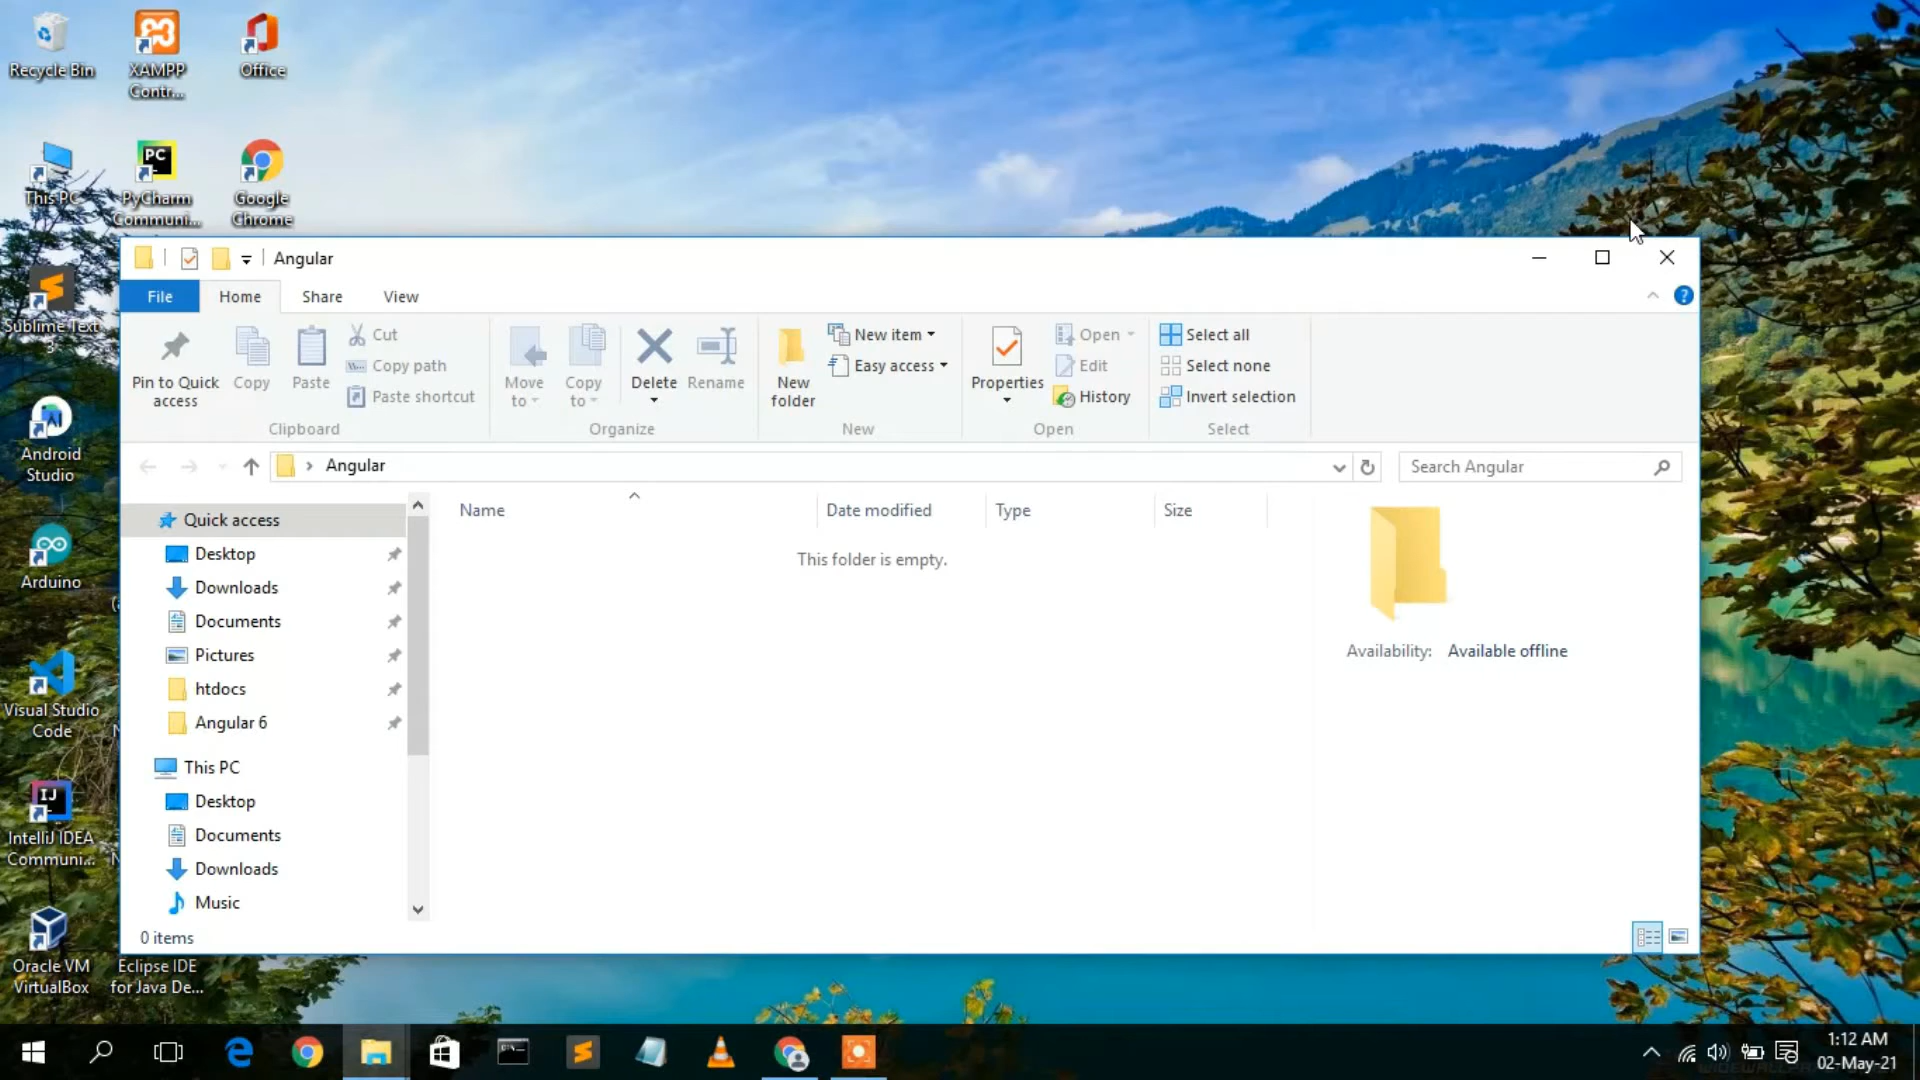 Recycle Bin
XAMPP
Contr...
Office
This PC
PC
PyCharm
Communi...
Google
Chrome
Sublime Text
Android
Studio
Arduino
Visual Studio
Code
IJ
IntelliJ IDEA
Communi...
Oracle VM
VirtualBox
Eclipse IDE
for Java De...
Angular
File
Home
Share
View
Pin to Quick
access
Copy
Paste
Cut
Copy path
Paste shortcut
Clipboard
Move
to
Copy
to
Delete
Rename
Organize
New
folder
New item
Easy access
New
Properties
Open
Edit
History
Open
Select all
Select none
Invert selection
Select
Angular
Search Angular
Quick access
Desktop
Downloads
Documents
Pictures
htdocs
Angular 6
This PC
Desktop
Documents
Downloads
Music
Name
Date modified
Type
Size
This folder is empty.
Availability: Available offline
0 items
1:12 AM
02-May-21